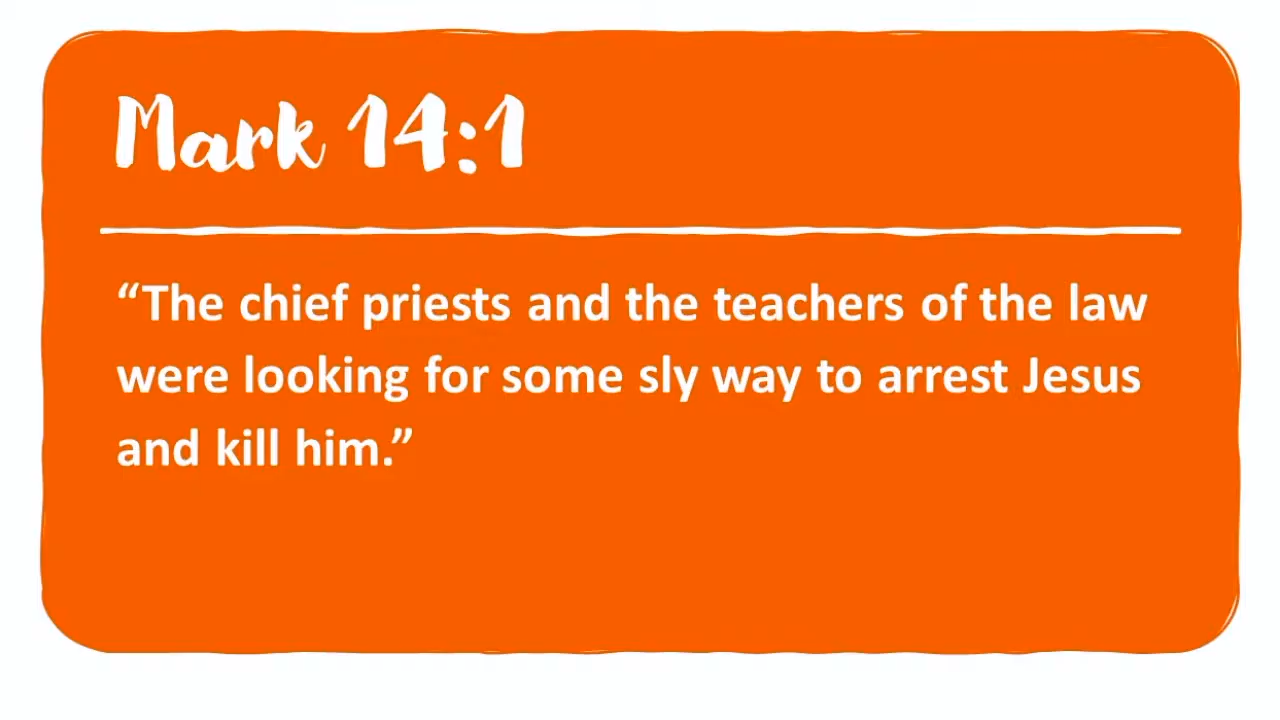 Mark 14:1
“The chief priests and the teachers of the law
were looking for some sly way to arrest Jesus
and kill him.”